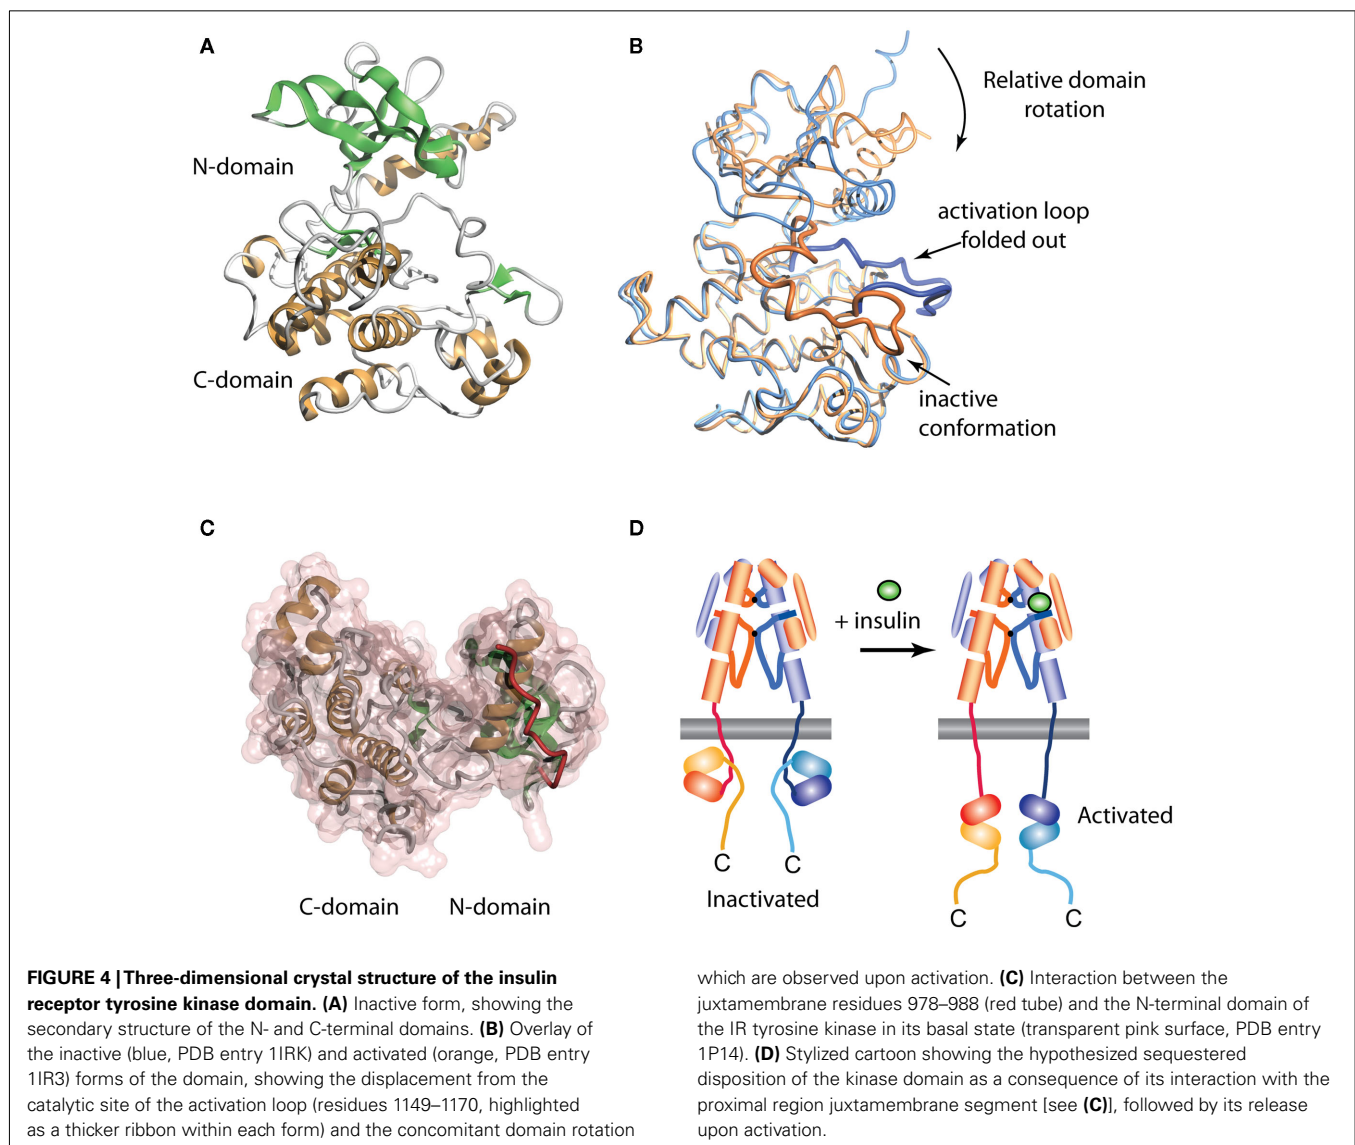 A
N-domain
C-domain
B
Relative domain
rotation
activation loop
folded out
inactive
conformation
C
C-domain N-domain
D
+ insulin
C C
Inactivated
Activated
C C
FIGURE 4 | Three-dimensional crystal structure of the insulin
receptor tyrosine kinase domain. (A) Inactive form, showing the
secondary structure of the N- and C-terminal domains. (B) Overlay of
the inactive (blue, PDB entry 1IRK) and activated (orange, PDB entry
1IR3) forms of the domain, showing the displacement from the
catalytic site of the activation loop (residues 1149–1170, highlighted
as a thicker ribbon within each form) and the concomitant domain rotation
which are observed upon activation. (C) Interaction between the
juxtamembrane residues 978–988 (red tube) and the N-terminal domain of
the IR tyrosine kinase in its basal state (transparent pink surface, PDB entry
1P14). (D) Stylized cartoon showing the hypothesized sequestered
disposition of the kinase domain as a consequence of its interaction with the
proximal region juxtamembrane segment [see (C)], followed by its release
upon activation.